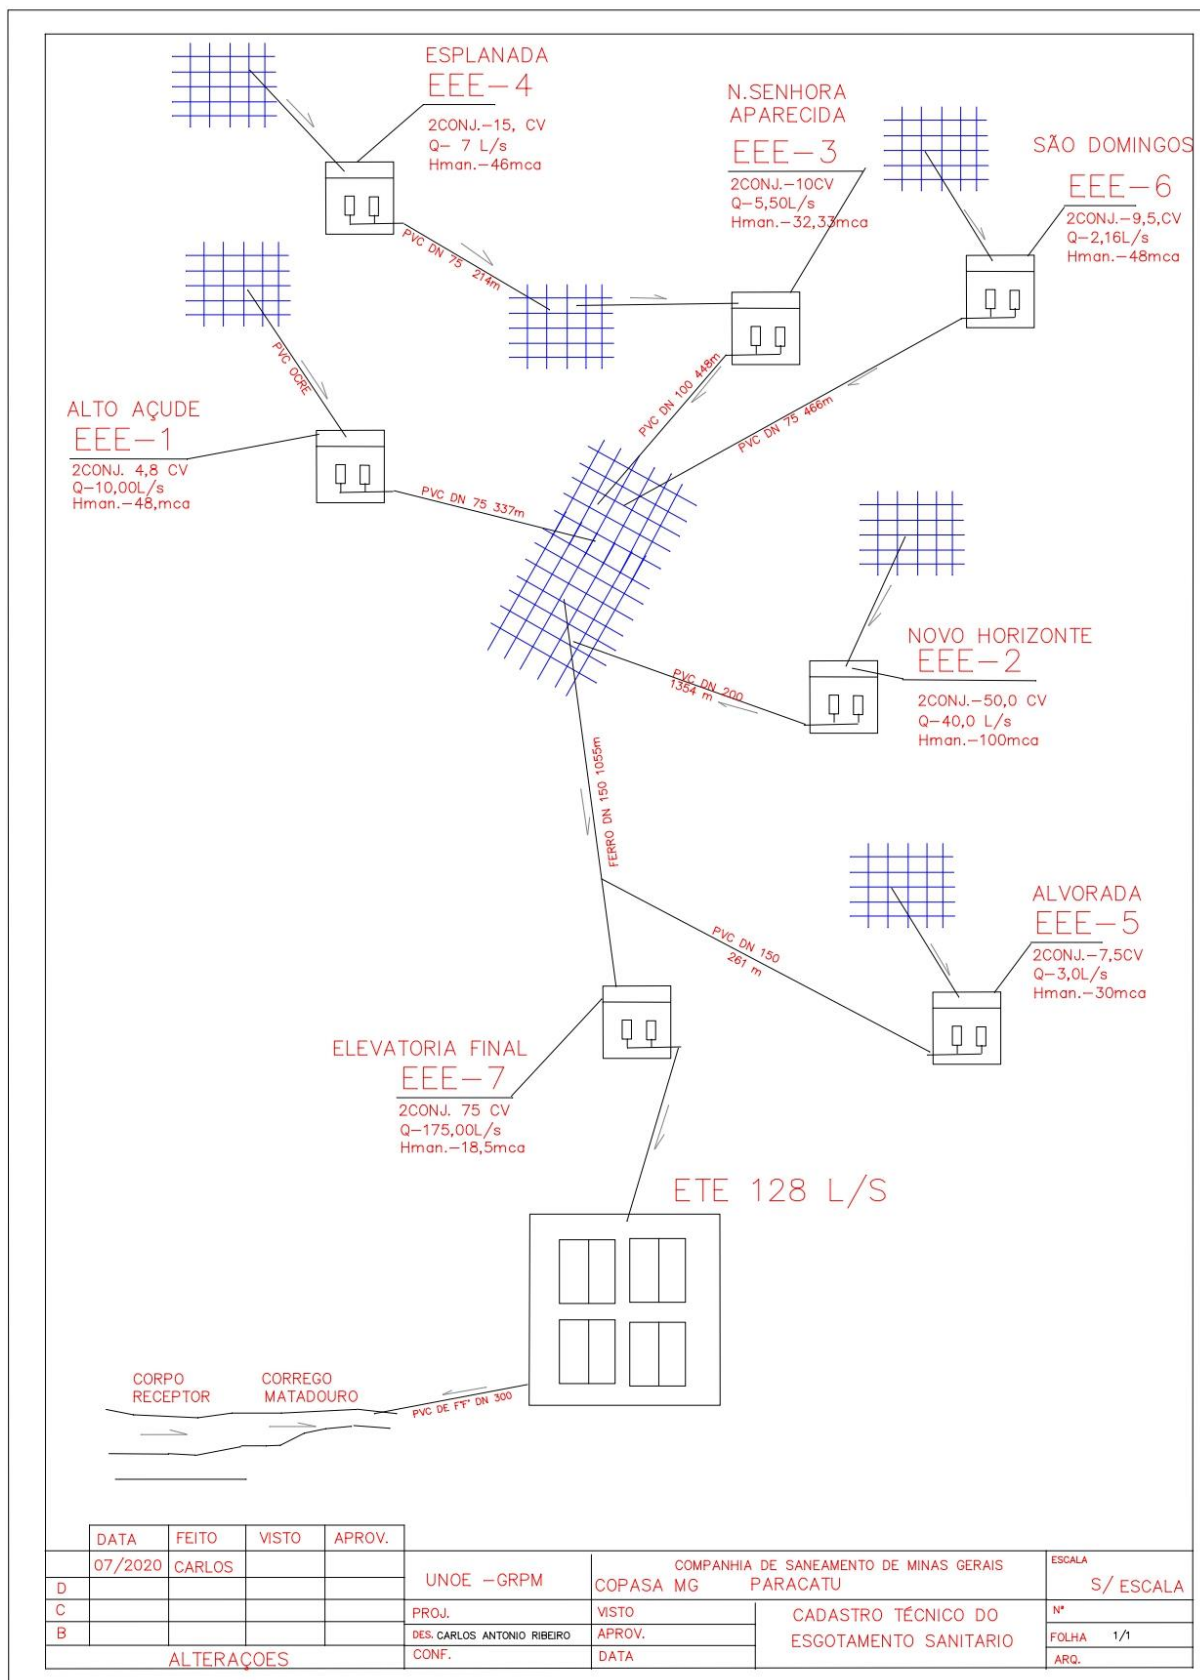 ESPLANADA
EEE-4
2CONJ.-15, CV
Q- 7 L/s
Hman.-46mca
N.SENHORA
APARECIDA
EEE-3
2CONJ.-10CV
Q-5,50L/s
Hman.-32,33mca
SÃO DOMINGOS
EEE-6
2CONJ.-9,5,CV
Q-2,16L/s
Hman.-48mca
PVC DN 75 214m
PVC OCRE
PVC DN 100 448m
PVC DN 75 466m
ALTO AÇUDE
EEE-1
2CONJ. 4,8 CV
Q-10,00L/s
Hman.-48,mca
PVC DN 75 337m
NOVO HORIZONTE
EEE-2
2CONJ.-50,0 CV
Q-40,0 L/s
Hman.-100mca
PVC DN 200
1354 m
FERRO DN 150 1055m
PVC DN 150
261 m
ALVORADA
EEE-5
2CONJ.-7,5CV
Q-3,0L/s
Hman.-30mca
ELEVATORIA FINAL
EEE-7
2CONJ. 75 CV
Q-175,00L/s
Hman.-18,5mca
ETE 128 L/S
CORPO
RECEPTOR
CORREGO
MATADOURO
PVC DE FºFº DN 300
DATA FEITO VISTO APROV.
07/2020 CARLOS
D
C
B
ALTERAÇOES
UNOE -GRPM
PROJ.
DES. CARLOS ANTONIO RIBEIRO
CONF.
COMPANHIA DE SANEAMENTO DE MINAS GERAIS
COPASA MG PARACATU
VISTO
APROV.
DATA
CADASTRO TÉCNICO DO
ESGOTAMENTO SANITARIO
ESCALA
S/ ESCALA
Nº
FOLHA 1/1
ARQ.